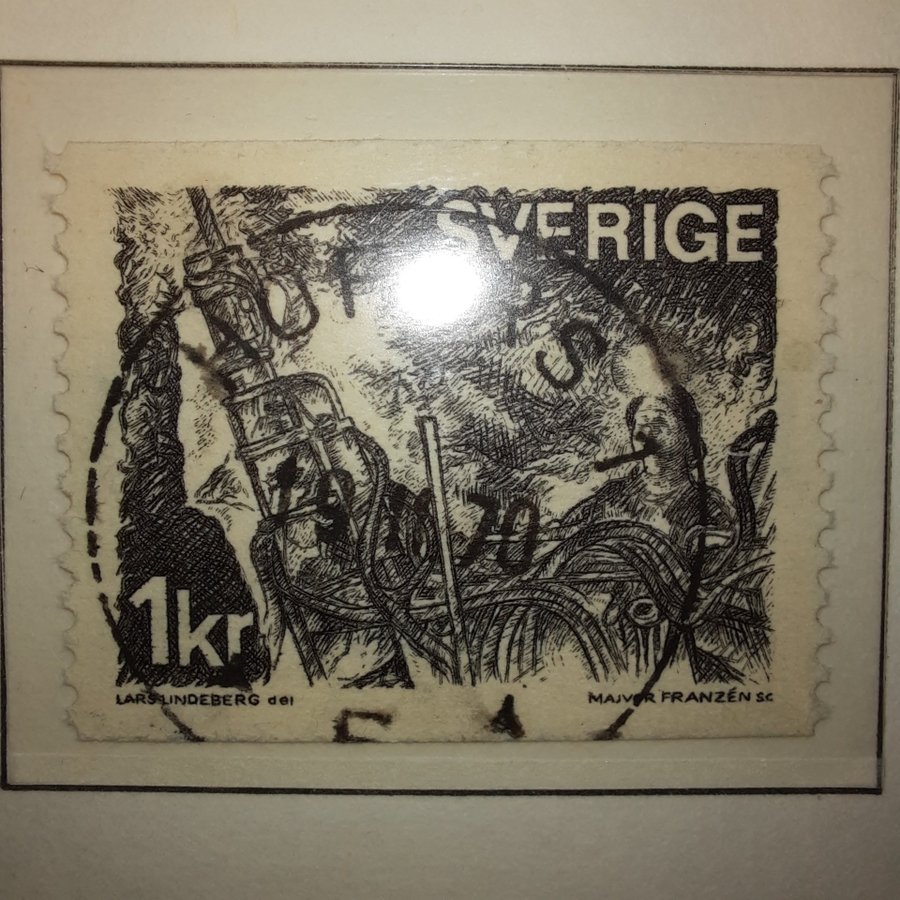 SVERIGE
1kr
LARS LINDEBERG del
MAJVOR FRANZÉN SC